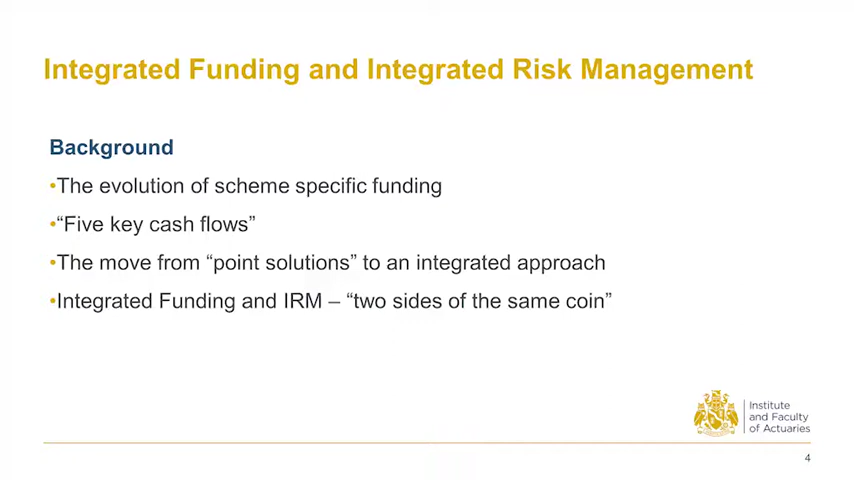 Integrated Funding and Integrated Risk Management
Background
•The evolution of scheme specific funding
•“Five key cash flows”
•The move from “point solutions” to an integrated approach
•Integrated Funding and IRM – “two sides of the same coin”
Institute
and Faculty
of Actuaries
4